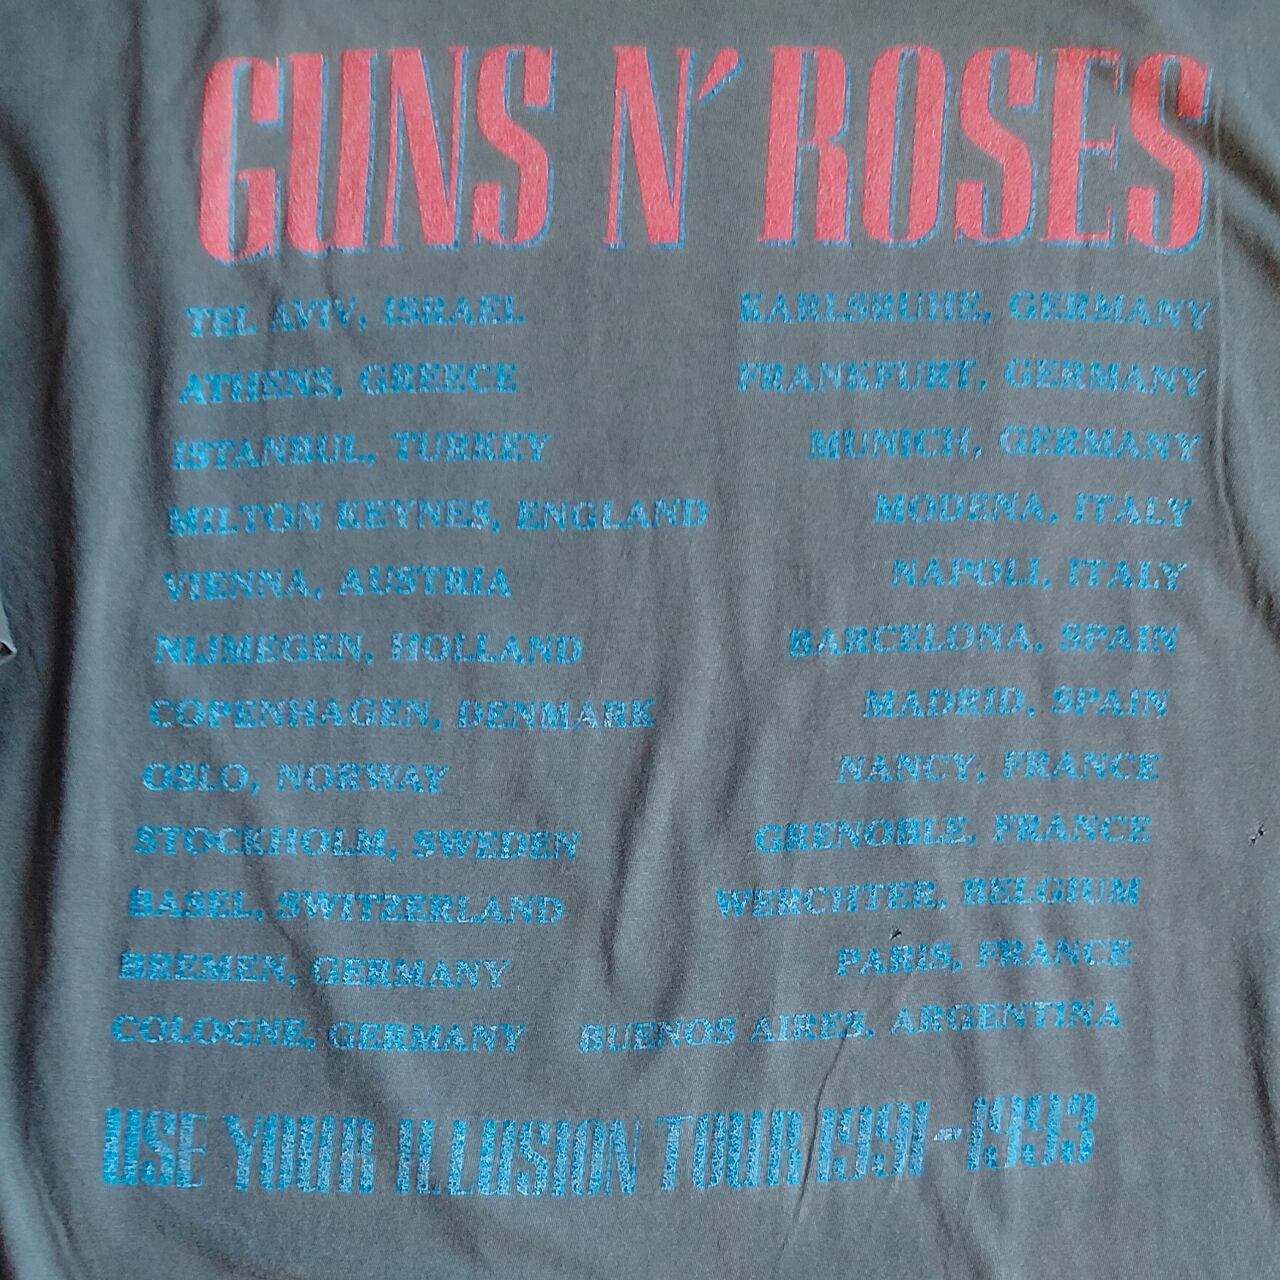 GUNS N' ROSES
TEL AVIV, ISRAEL
ATHENS, GREECE
ISTANBUL, TURKEY
MILTON KEYNES, ENGLAND
VIENNA, AUSTRIA
NIJMEGEN, HOLLAND
COPENHAGEN, DENMARK
OSLO, NORWAY
STOCKHOLM, SWEDEN
BASEL, SWITZERLAND
BREMEN, GERMANY
COLOGNE, GERMANY
KARLSRUHE, GERMANY
FRANKFURT, GERMANY
MUNICH, GERMANY
MODENA, ITALY
NAPOLI, ITALY
BARCELONA, SPAIN
MADRID, SPAIN
NANCY, FRANCE
GRENOBLE, FRANCE
WERCHTER, BELGIUM
PARIS, FRANCE
BUENOS AIRES, ARGENTINA
USE YOUR ILLUSION TOUR 1991-1993